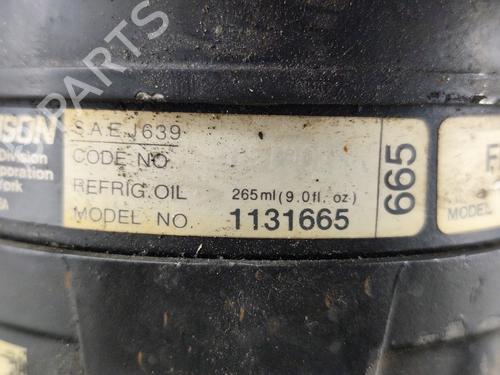 SON
Division
rporation
ork
SA
S.A.E. J639
CODE NO.
REFRIG. OIL 265ml (9.0fl. oz)
MODEL NO. 1131665
665
F
MODEL
B-PARTS